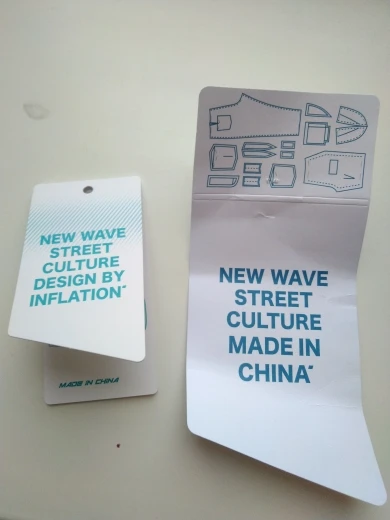 NEW WAVE
STREET
CULTURE
DESIGN BY
INFLATION
MADE IN CHINA
NEW WAVE
STREET
CULTURE
MADE IN
CHINA